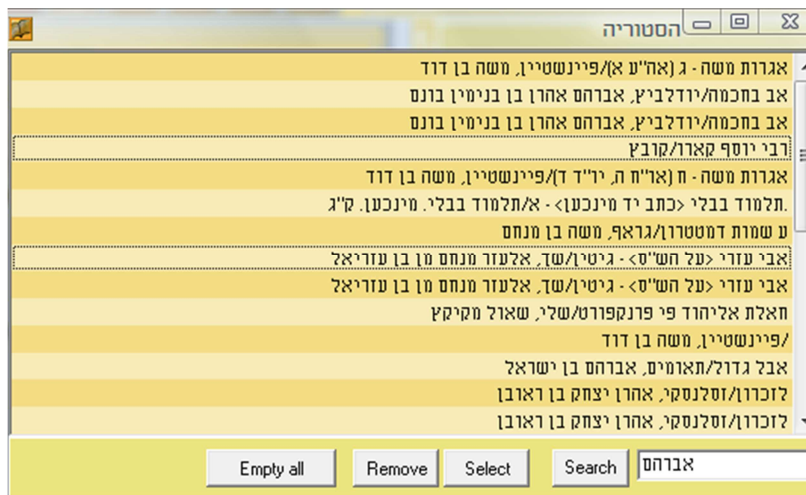 הסטוריה
אגרות משה - ג (אה"ע א)/פיינשטיין, משה בן דוד
אב בחכמה/יודלביץ, אברהם אהרן בן בנימין בונם
אב בחכמה/יודלביץ, אברהם אהרן בן בנימין בונם
רבי יוסף קארו/קובץ
אגרות משה - ח (או"ח ה, יו"ד ד)/פיינשטיין, משה בן דוד
תלמוד בבלי <כתב יד מינכען> - א/תלמוד בבלי. מינכען. ק"ג.
ע שמות דמטטרון/גראף, משה בן מנחם
אבי עזרי <על הש"ס> - גיטין/שך, אלעזר מנחם מן בן עזריאל
אבי עזרי <על הש"ס> - גיטין/שך, אלעזר מנחם מן בן עזריאל
חאלת אליהוד פי פרנקפורט/שלי, שאול מקיקץ
/פיינשטיין, משה בן דוד
אבל גדול/תאומים, אברהם בן ישראל
לזכרון/זסלנסקי, אהרן יצחק בן ראובן
לזכרון/זסלנסקי, אהרן יצחק בן ראובן
Empty all Remove Select Search אברהם